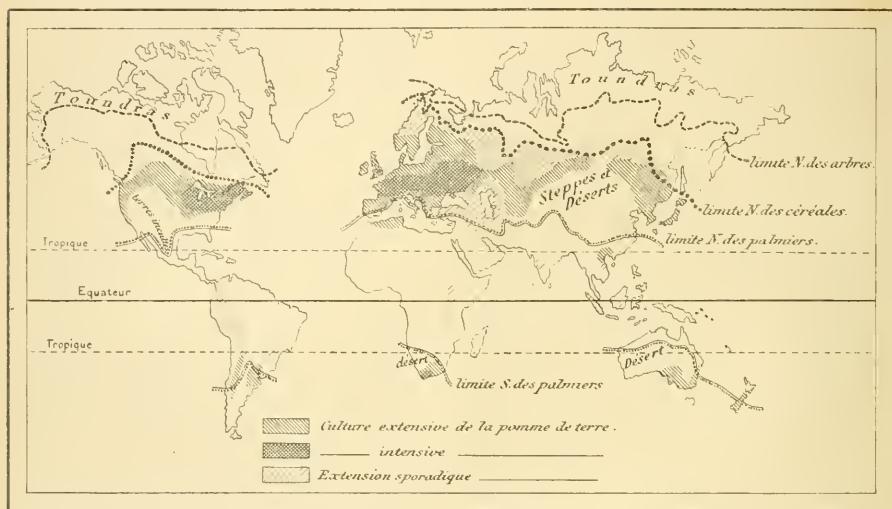 Toundras
Toundras
limite N. des arbres.
Steppes et
Déserts
limite N. des céréales.
limite N. des palmiers.
Tropique
Equateur
Tropique
désert
Désert
limite S. des palmiers
Culture extensive de la pomme de terre.
intensive
Extension sporadique